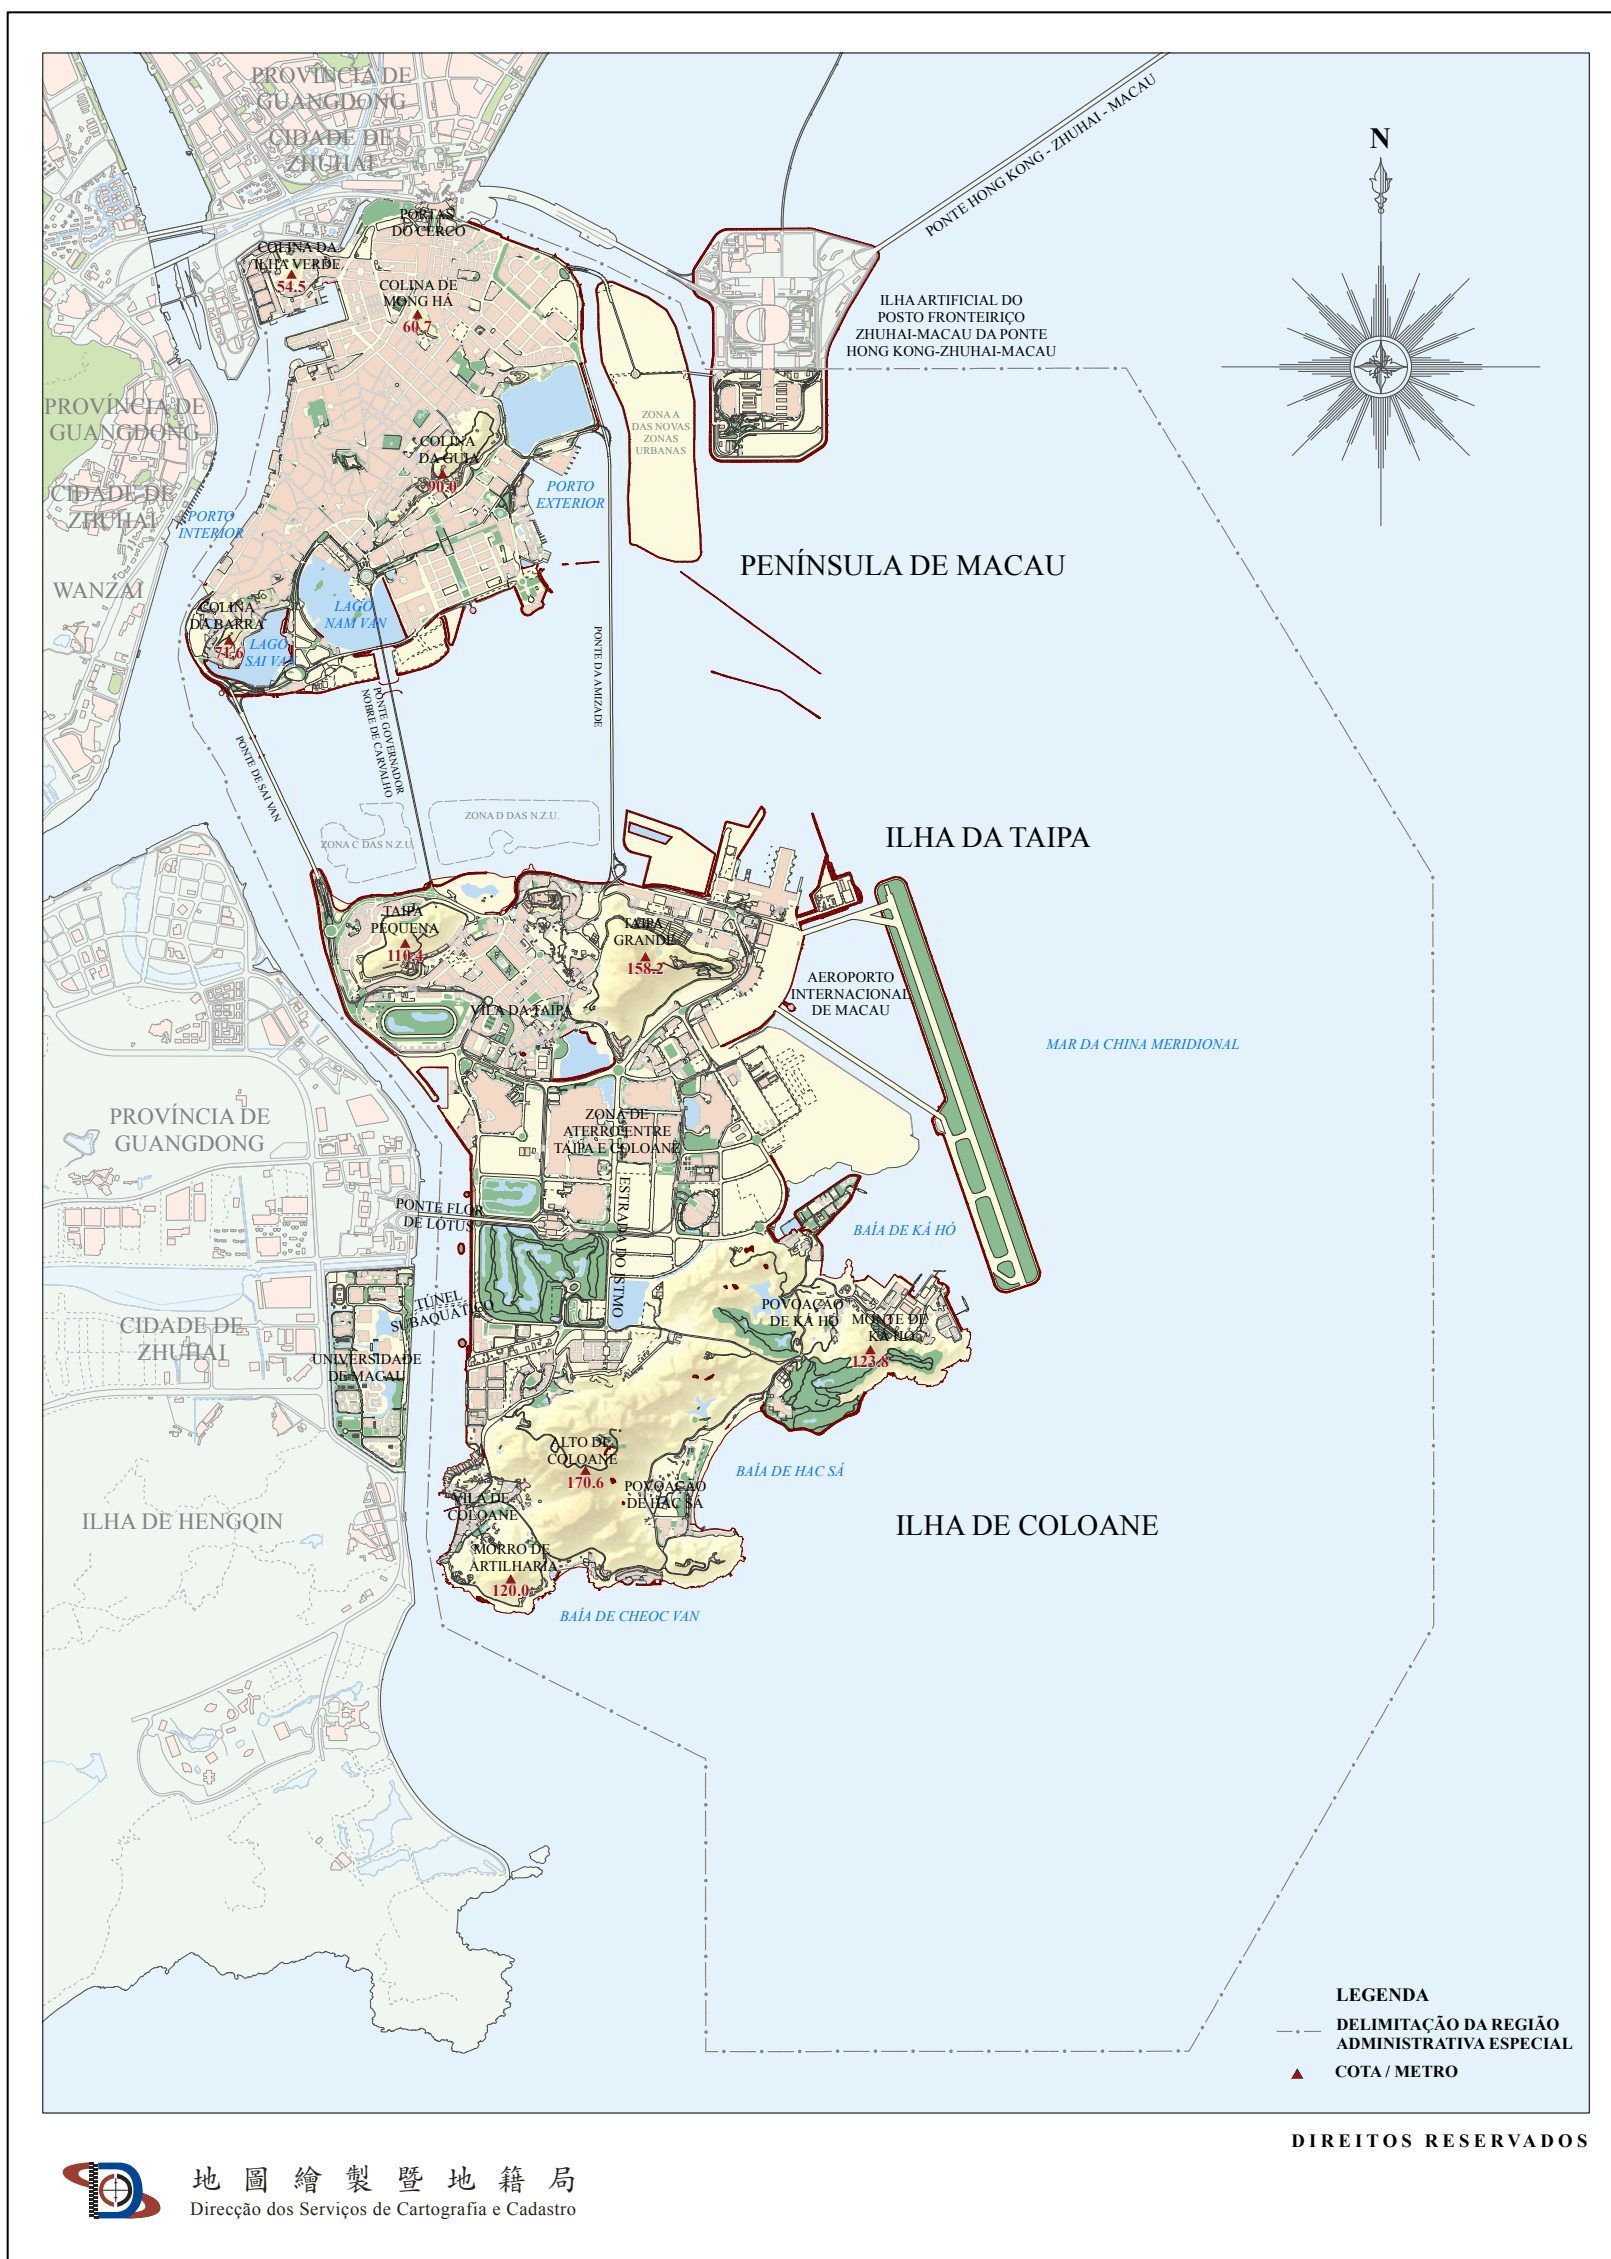 PROVÍNCIA DE
GUANGDONG
CIDADE DE
ZHUHAI
PONTE HONG KONG - ZHUHAI - MACAU
N
PORTAS
DO CERCO
COLINA DA
ILHA VERDE
54.5
COLINA DE
MONG HÁ
60.7
ILHA ARTIFICIAL DO
POSTO FRONTEIRIÇO
ZHUHAI-MACAU DA PONTE
HONG KONG-ZHUHAI-MACAU
PROVÍNCIA DE
GUANGDONG
ZONA A
DAS NOVAS
ZONAS
URBANAS
COLINA
DA GUIA
90.0
CIDADE DE
ZHUHAI
PORTO
INTERIOR
PORTO
EXTERIOR
PENÍNSULA DE MACAU
WANZAI
COLINA
DA BARRA
71.6
LAGO
NAM VAN
LAGO
SAI VAN
PONTE DA AMIZADE
PONTE GOVERNADOR
NOBRE DE CARVALHO
PONTE DE SAI VAN
ZONA C DAS N.Z.U.
ZONA D DAS N.Z.U.
ILHA DA TAIPA
TAIPA
PEQUENA
110.4
TAIPA
GRANDE
158.2
AEROPORTO
INTERNACIONAL
DE MACAU
VILA DA TAIPA
MAR DA CHINA MERIDIONAL
PROVÍNCIA DE
GUANGDONG
ZONA DE
ATERRO ENTRE
TAIPA E COLOANE
PONTE FLOR
DE LÓTUS
ESTRADA DO ISTMO
BAÍA DE KÁ HÓ
TÚNEL
SUBAQUÁTICO
POVOAÇÃO
DE KÁ HÓ
MONTE DE
KÁ HÓ
123.8
CIDADE DE
ZHUHAI
UNIVERSIDADE
DE MACAU
ALTO DE
COLOANE
170.6
BAÍA DE HAC SÁ
POVOAÇÃO
DE HAC SÁ
VILA DE
COLOANE
ILHA DE HENGQIN
ILHA DE COLOANE
MORRO DE
ARTILHARIA
120.0
BAÍA DE CHEOC VAN
LEGENDA
DELIMITAÇÃO DA REGIÃO
ADMINISTRATIVA ESPECIAL
COTA / METRO
DIREITOS RESERVADOS
地圖繪製暨地籍局
Direcção dos Serviços de Cartografia e Cadastro